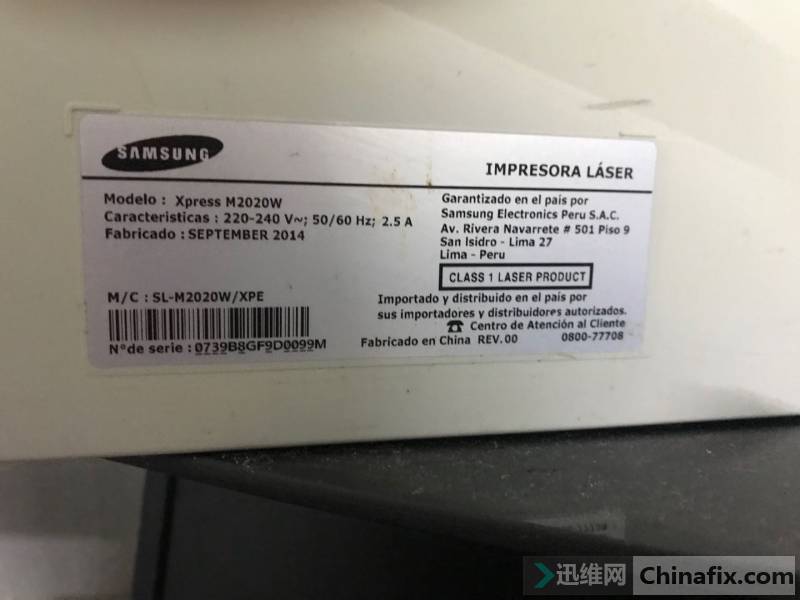 SAMSUNG
IMPRESORA LÁSER
Modelo : Xpress M2020W
Caracteristicas : 220-240 V~; 50/60 Hz; 2.5 A
Fabricado : SEPTEMBER 2014
Garantizado en el país por
Samsung Electronics Peru S.A.C.
Av. Rivera Navarrete # 501 Piso 9
San Isidro - Lima 27
Lima - Peru
CLASS 1 LASER PRODUCT
M/C : SL-M2020W/XPE
N°de serie : 0739B8GF9D0099M
Importado y distribuido en el país por
sus importadores y distribuidores autorizados.
☎ Centro de Atención al Cliente
0800-77708
Fabricado en China REV.00
迅维网 Chinafix.com